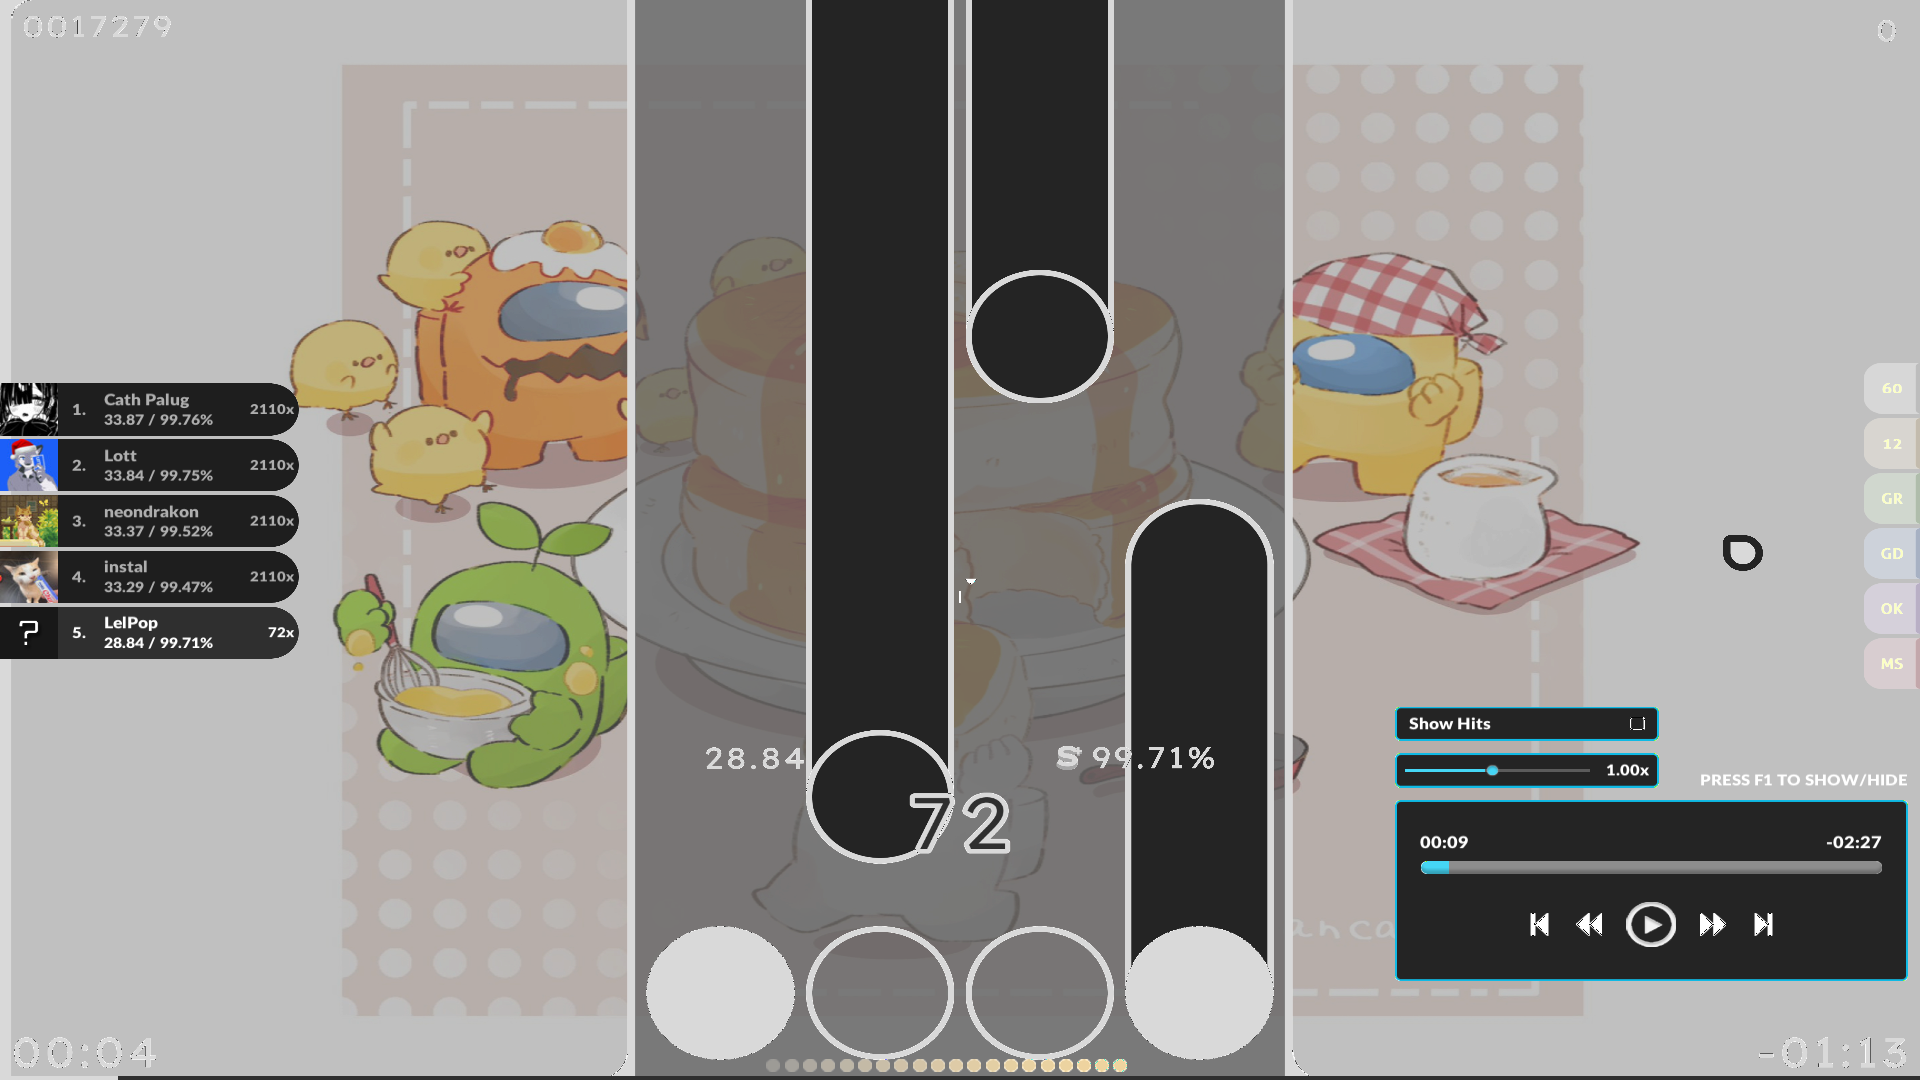 0017279
0
1. Cath Palug 2110x
33.87 / 99.76%
2. Lott 2110x
33.84 / 99.75%
3. neondrakon 2110x
33.37 / 99.52%
4. instal 2110x
33.29 / 99.47%
? 5. LelPop 72x
28.84 / 99.71%
60
12
GR
GD
OK
MS
28.84
S 99.71%
72
Show Hits
1.00x
PRESS F1 TO SHOW/HIDE
00:09 -02:27
anca
00:04
-01:13